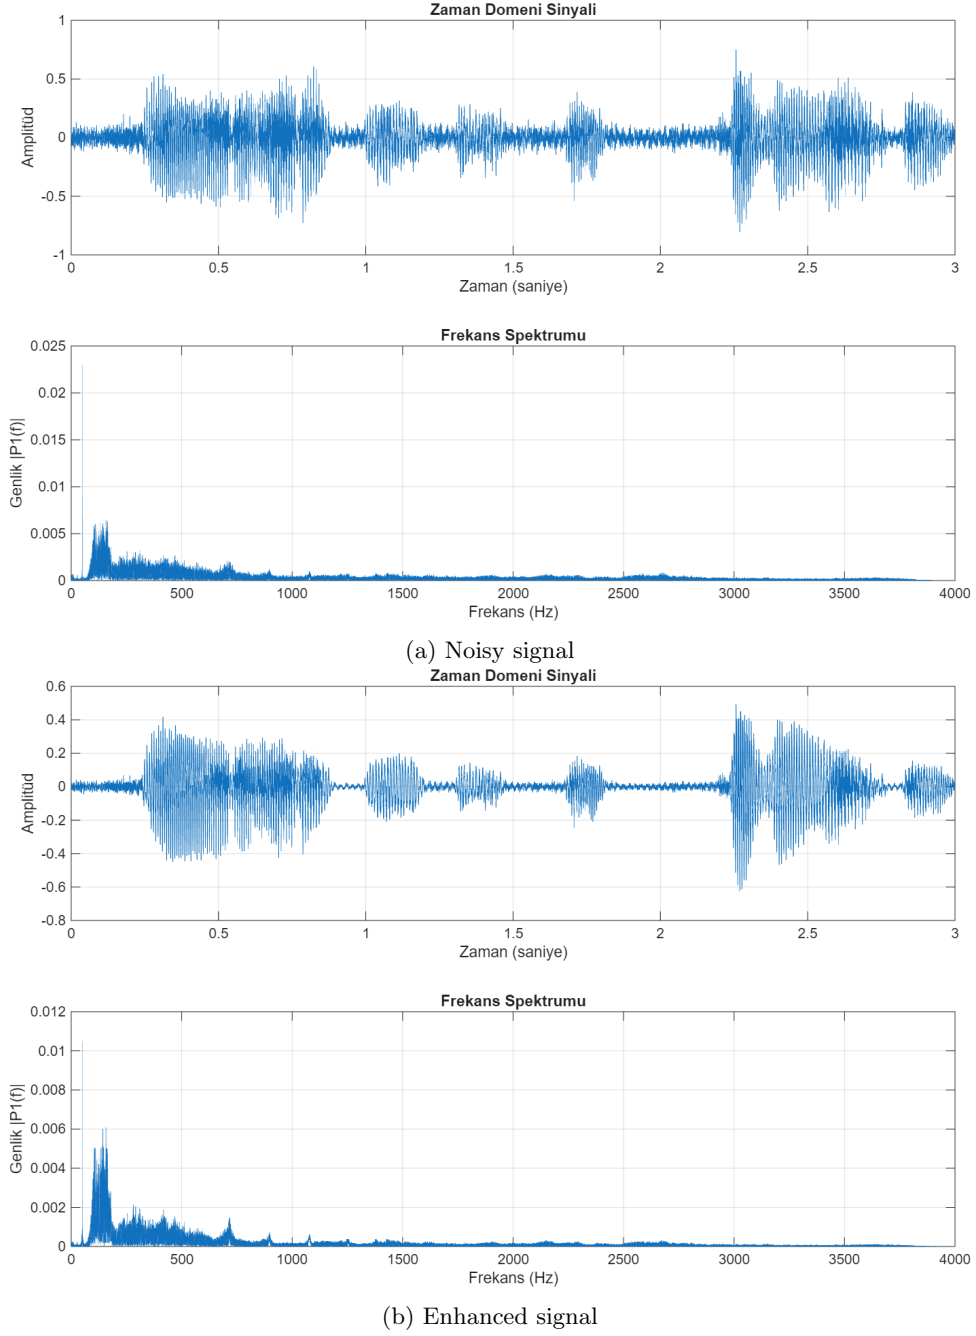 Zaman Domeni Sinyali
1
0.5
0
-0.5
-1
Amplitüd
0 0.5 1 1.5 2 2.5 3
Zaman (saniye)
Frekans Spektrumu
0.025
0.02
0.015
0.01
0.005
0
Genlik |P1(f)|
0 500 1000 1500 2000 2500 3000 3500 4000
Frekans (Hz)
(a) Noisy signal
Zaman Domeni Sinyali
0.6
0.4
0.2
0
-0.2
-0.4
-0.6
-0.8
Amplitüd
0 0.5 1 1.5 2 2.5 3
Zaman (saniye)
Frekans Spektrumu
0.012
0.01
0.008
0.006
0.004
0.002
0
Genlik |P1(f)|
0 500 1000 1500 2000 2500 3000 3500 4000
Frekans (Hz)
(b) Enhanced signal